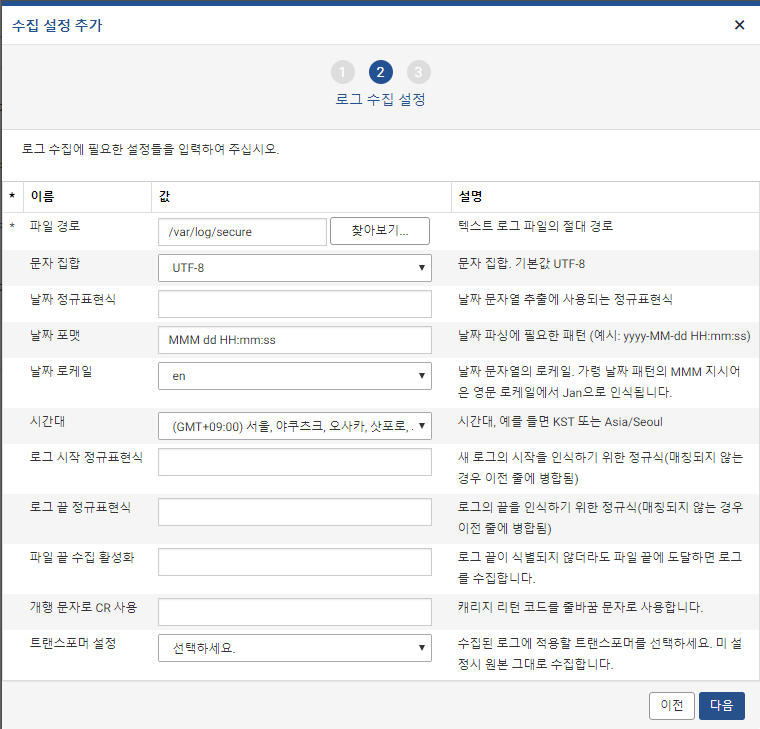 수집 설정 추가 ×
1 2 3
로그 수집 설정
로그 수집에 필요한 설정들을 입력하여 주십시오.
* 이름 값 설명
* 파일 경로 /var/log/secure 찾아보기... 텍스트 로그 파일의 절대 경로
문자 집합 UTF-8 문자 집합. 기본값 UTF-8
날짜 정규표현식 날짜 문자열 추출에 사용되는 정규표현식
날짜 포맷 MMM dd HH:mm:ss 날짜 파싱에 필요한 패턴 (예시: yyyy-MM-dd HH:mm:ss)
날짜 로케일 en 날짜 문자열의 로케일. 가령 날짜 패턴의 MMM 지시어
은 영문 로케일에서 Jan으로 인식됩니다.
시간대 (GMT+09:00) 서울, 야쿠츠크, 오사카, 삿포로, . 시간대, 예를 들면 KST 또는 Asia/Seoul
로그 시작 정규표현식 새 로그의 시작을 인식하기 위한 정규식(매칭되지 않는
경우 이전 줄에 병합됨)
로그 끝 정규표현식 로그의 끝을 인식하기 위한 정규식(매칭되지 않는 경우
이전 줄에 병합됨)
파일 끝 수집 활성화 로그 끝이 식별되지 않더라도 파일 끝에 도달하면 로그
를 수집합니다.
개행 문자로 CR 사용 캐리지 리턴 코드를 줄바꿈 문자로 사용합니다.
트랜스포머 설정 선택하세요. 수집된 로그에 적용할 트랜스포머를 선택하세요. 미 설
정시 원본 그대로 수집합니다.
이전 다음